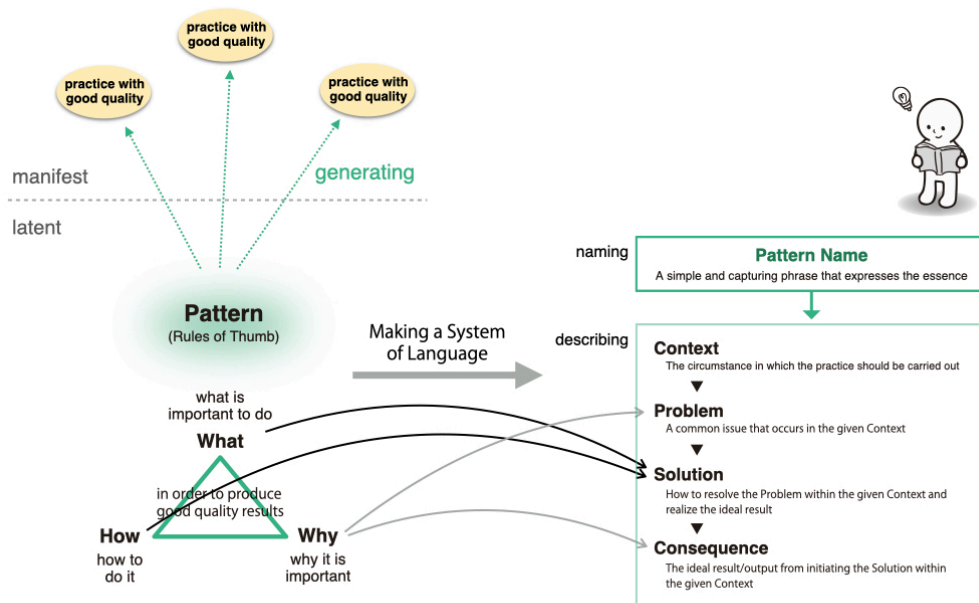 practice with
good quality
practice with
good quality
practice with
good quality
manifest
generating
latent
Pattern
(Rules of Thumb)
what is
important to do
What
in order to produce
good quality results
How
how to
do it
Why
why it is
important
Making a System
of Language
naming
Pattern Name
A simple and capturing phrase that expresses the essence
describing
Context
The circumstance in which the practice should be carried out
Problem
A common issue that occurs in the given Context
Solution
How to resolve the Problem within the given Context and
realize the ideal result
Consequence
The ideal result/output from initiating the Solution within
the given Context